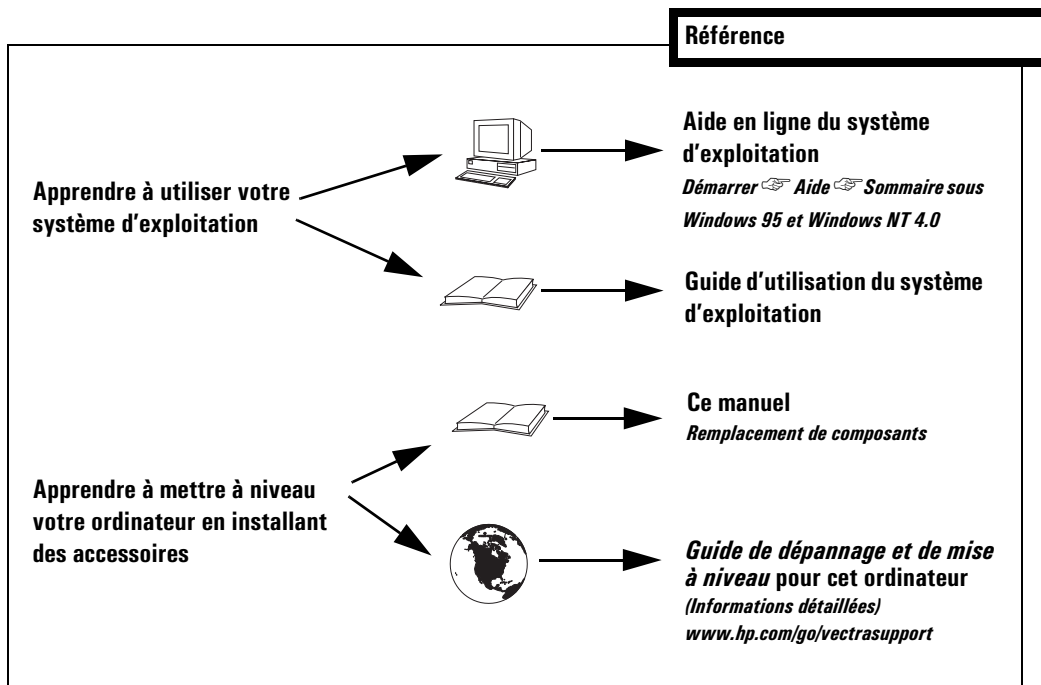 Référence
Apprendre à utiliser votre
système d'exploitation
Aide en ligne du système
d'exploitation
Démarrer ☞ Aide ☞ Sommaire sous
Windows 95 et Windows NT 4.0
Guide d'utilisation du système
d'exploitation
Apprendre à mettre à niveau
votre ordinateur en installant
des accessoires
Ce manuel
Remplacement de composants
Guide de dépannage et de mise
à niveau pour cet ordinateur
(Informations détaillées)
www.hp.com/go/vectrasupport